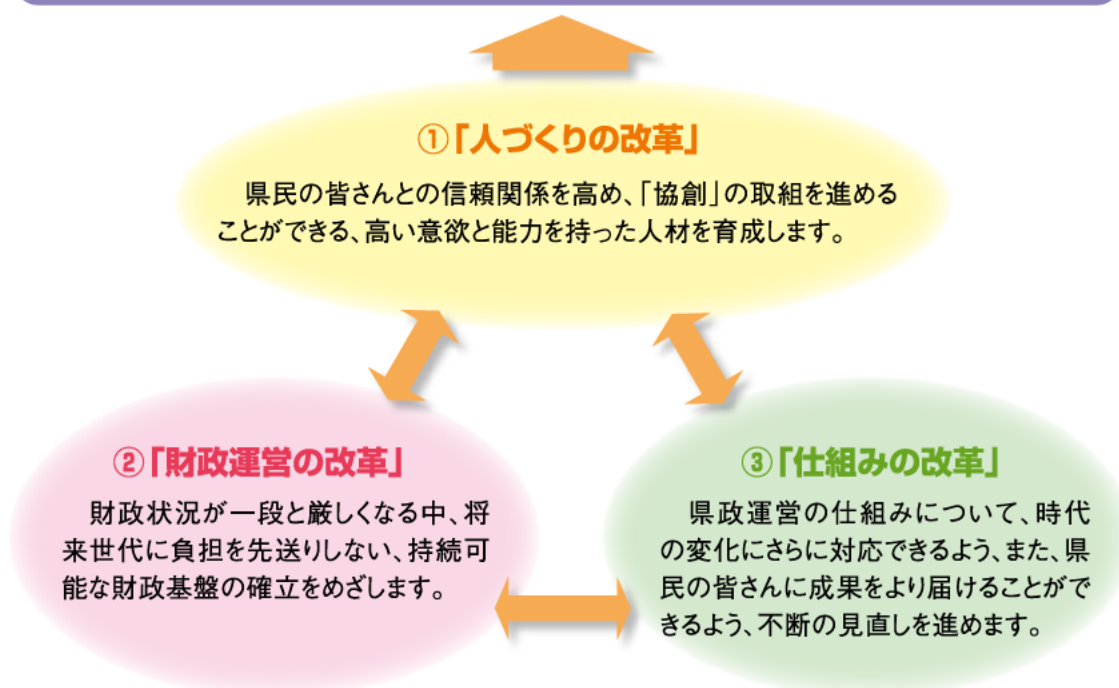 ①「人づくりの改革」
県民の皆さんとの信頼関係を高め、「協創」の取組を進める
ことができる、高い意欲と能力を持った人材を育成します。
②「財政運営の改革」
財政状況が一段と厳しくなる中、将
来世代に負担を先送りしない、持続可
能な財政基盤の確立をめざします。
③「仕組みの改革」
県政運営の仕組みについて、時代
の変化にさらに対応できるよう、また、県
民の皆さんに成果をより届けることがで
きるよう、不断の見直しを進めます。